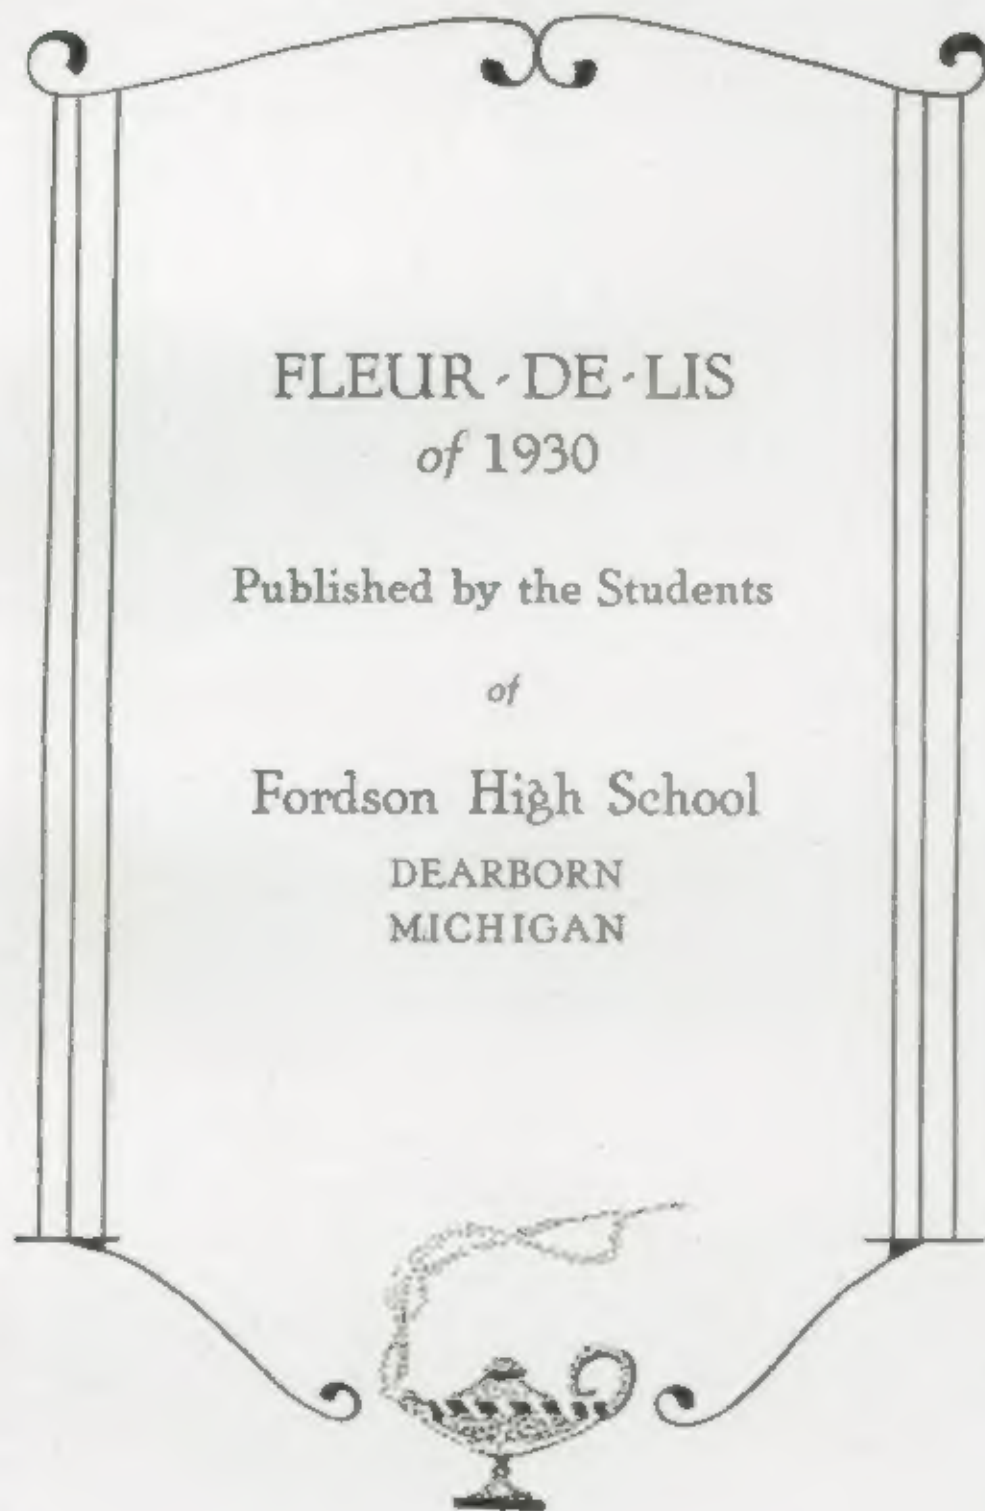 FLEUR-DE-LIS
of 1930
Published by the Students
of
Fordson High School
DEARBORN
MICHIGAN